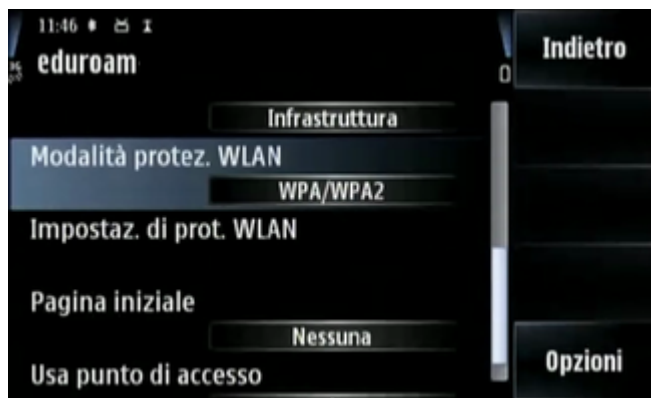 11:46
eduroam
Indietro
Infrastruttura
Modalità protez. WLAN
WPA/WPA2
Impostaz. di prot. WLAN
Pagina iniziale
Nessuna
Usa punto di accesso
Opzioni